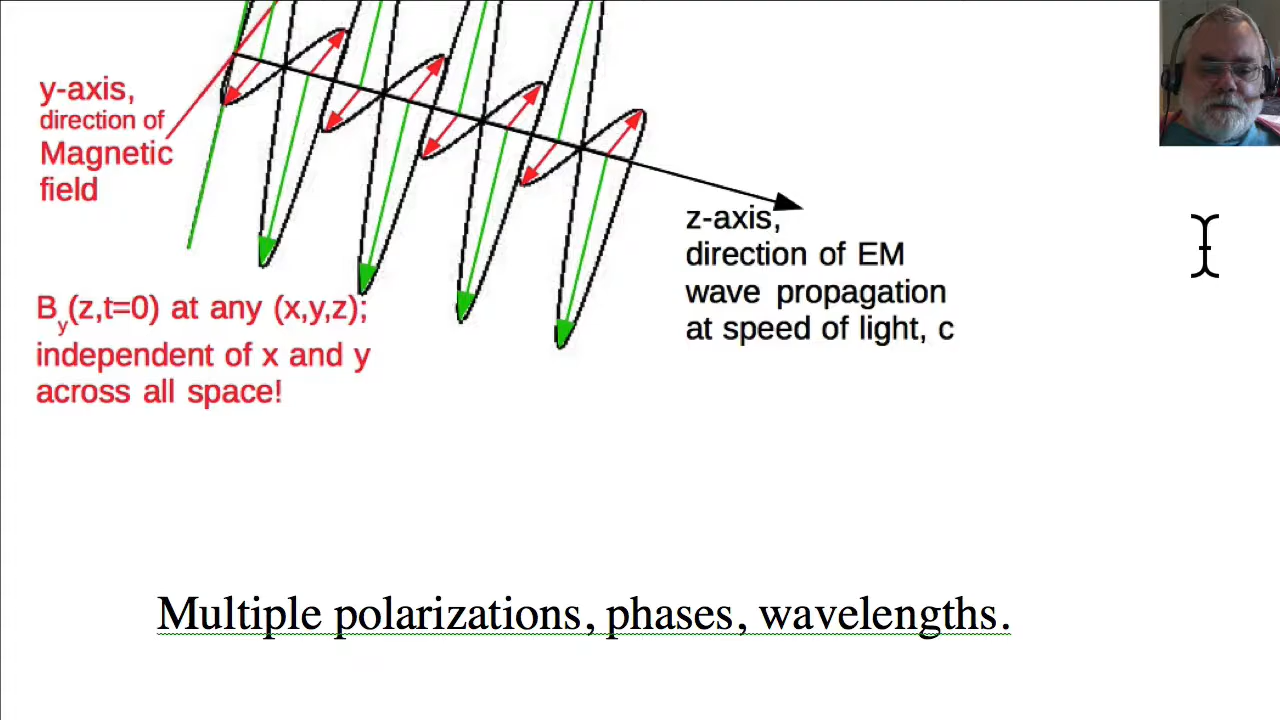 y-axis,
direction of
Magnetic
field
z-axis,
direction of EM
wave propagation
at speed of light, c
By(z,t=0) at any (x,y,z);
independent of x and y
across all space!
Multiple polarizations, phases, wavelengths.